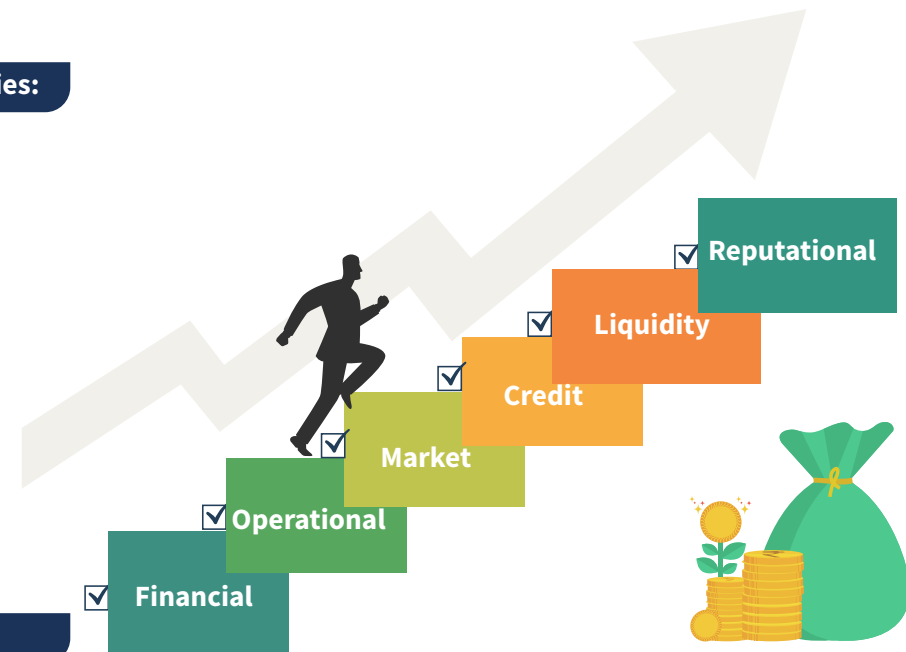 ies:
Reputational
Liquidity
Credit
Market
Operational
Financial